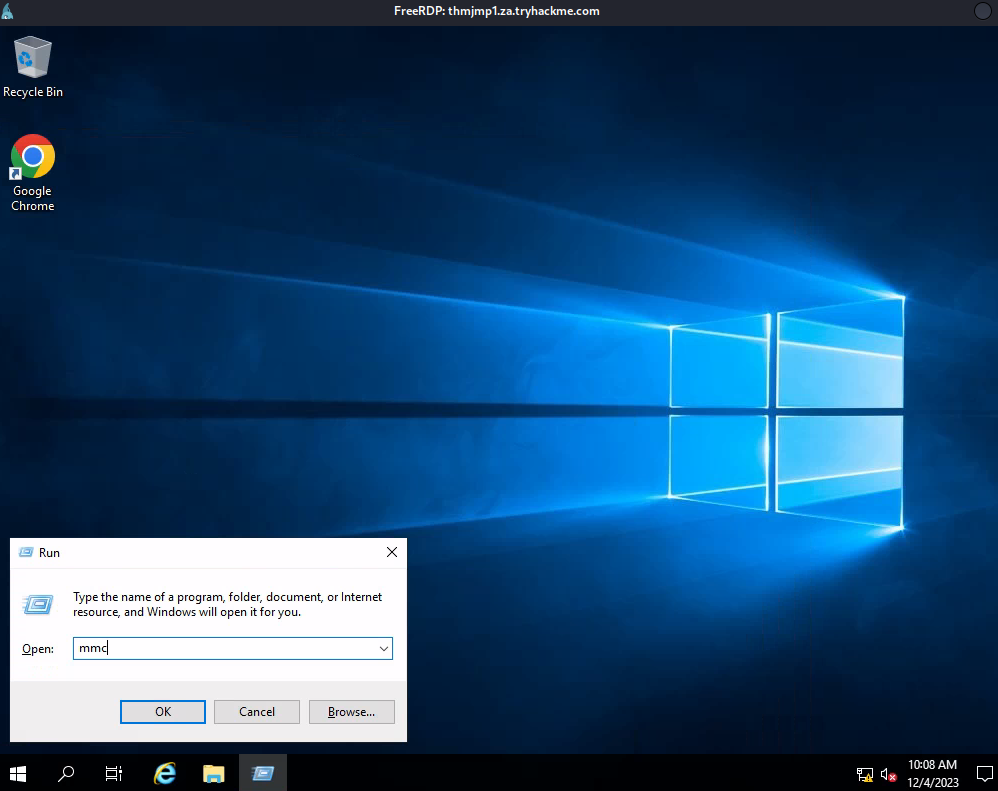 FreeRDP: thmjmp1.za.tryhackme.com
Recycle Bin
Google
Chrome
Run
Type the name of a program, folder, document, or Internet
resource, and Windows will open it for you.
Open:
mmc
OK
Cancel
Browse...
10:08 AM
12/4/2023